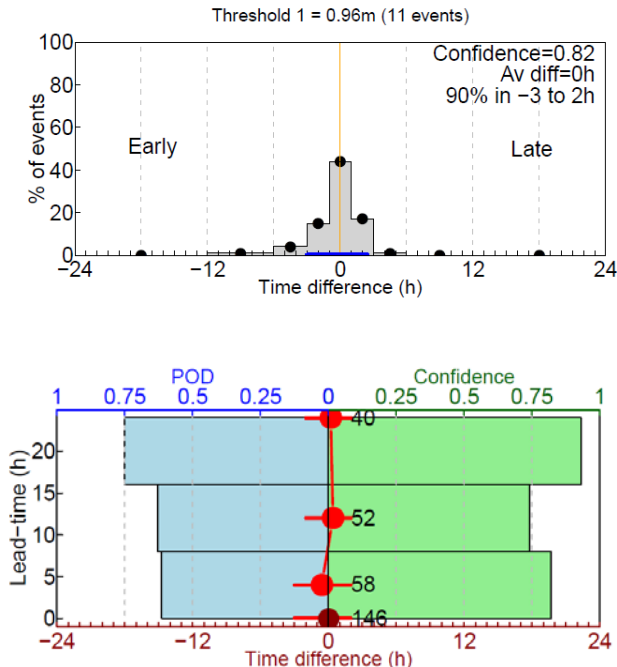 Threshold 1 = 0.96m (11 events)
Confidence=0.82
Av diff=0h
90% in −3 to 2h
Early
Late
% of events
100
80
60
40
20
0
−24 −12 0 12 24
Time difference (h)
POD Confidence
1 0.75 0.5 0.25 0 0.25 0.5 0.75 1
Lead−time (h)
20
15
10
5
0
40
52
58
146
−24 −12 0 12 24
Time difference (h)